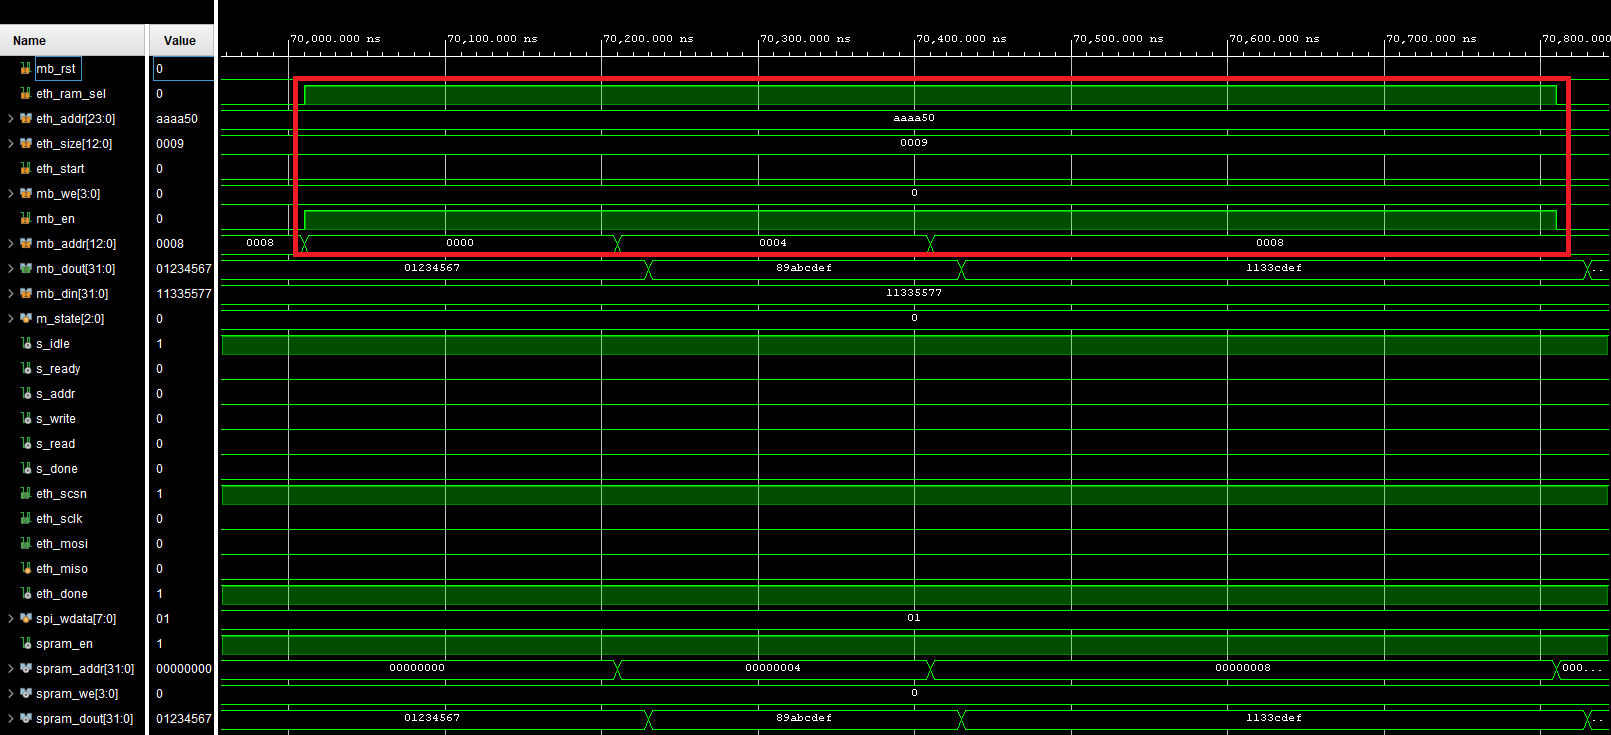 Name Value 70,000.000 ns 70,100.000 ns 70,200.000 ns 70,300.000 ns 70,400.000 ns 70,500.000 ns 70,600.000 ns 70,700.000 ns 70,800.000
mb_rst 0
eth_ram_sel 0
eth_addr[23:0] aaaa50 aaaa50
eth_size[12:0] 0009 0009
eth_start 0
mb_we[3:0] 0 0
mb_en 0
mb_addr[12:0] 0008 0008 0000 0004 0008
mb_dout[31:0] 01234567 01234567 89abcdef 1133cdef ..
mb_din[31:0] 11335577 11335577
m_state[2:0] 0 0
s_idle 1
s_ready 0
s_addr 0
s_write 0
s_read 0
s_done 0
eth_scsn 1
eth_sclk 0
eth_mosi 0
eth_miso 0
eth_done 1
spi_wdata[7:0] 01 01
spram_en 1
spram_addr[31:0] 00000000 00000000 00000004 00000008 000...
spram_we[3:0] 0 0
spram_dout[31:0] 01234567 01234567 89abcdef 1133cdef ..